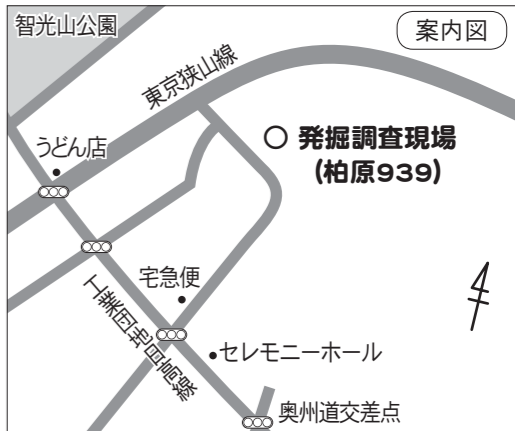 智光山公園
案内図
東京狭山線
うどん店
○ 発掘調査現場
(柏原939)
宅急便
工業団地日高線
セレモニーホール
奥州道交差点